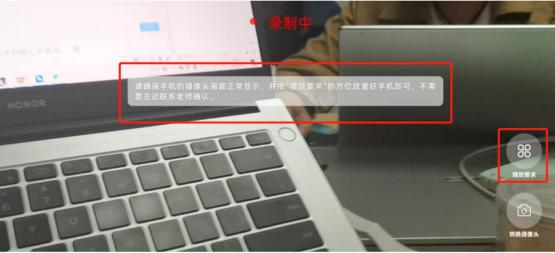 录制中
请确保手机的摄像头画面正常显示，并按“摆放要求”的方位放置好手机即可，不需
要主动联系老师确认。
HONOR
摆放要求
转换摄像头